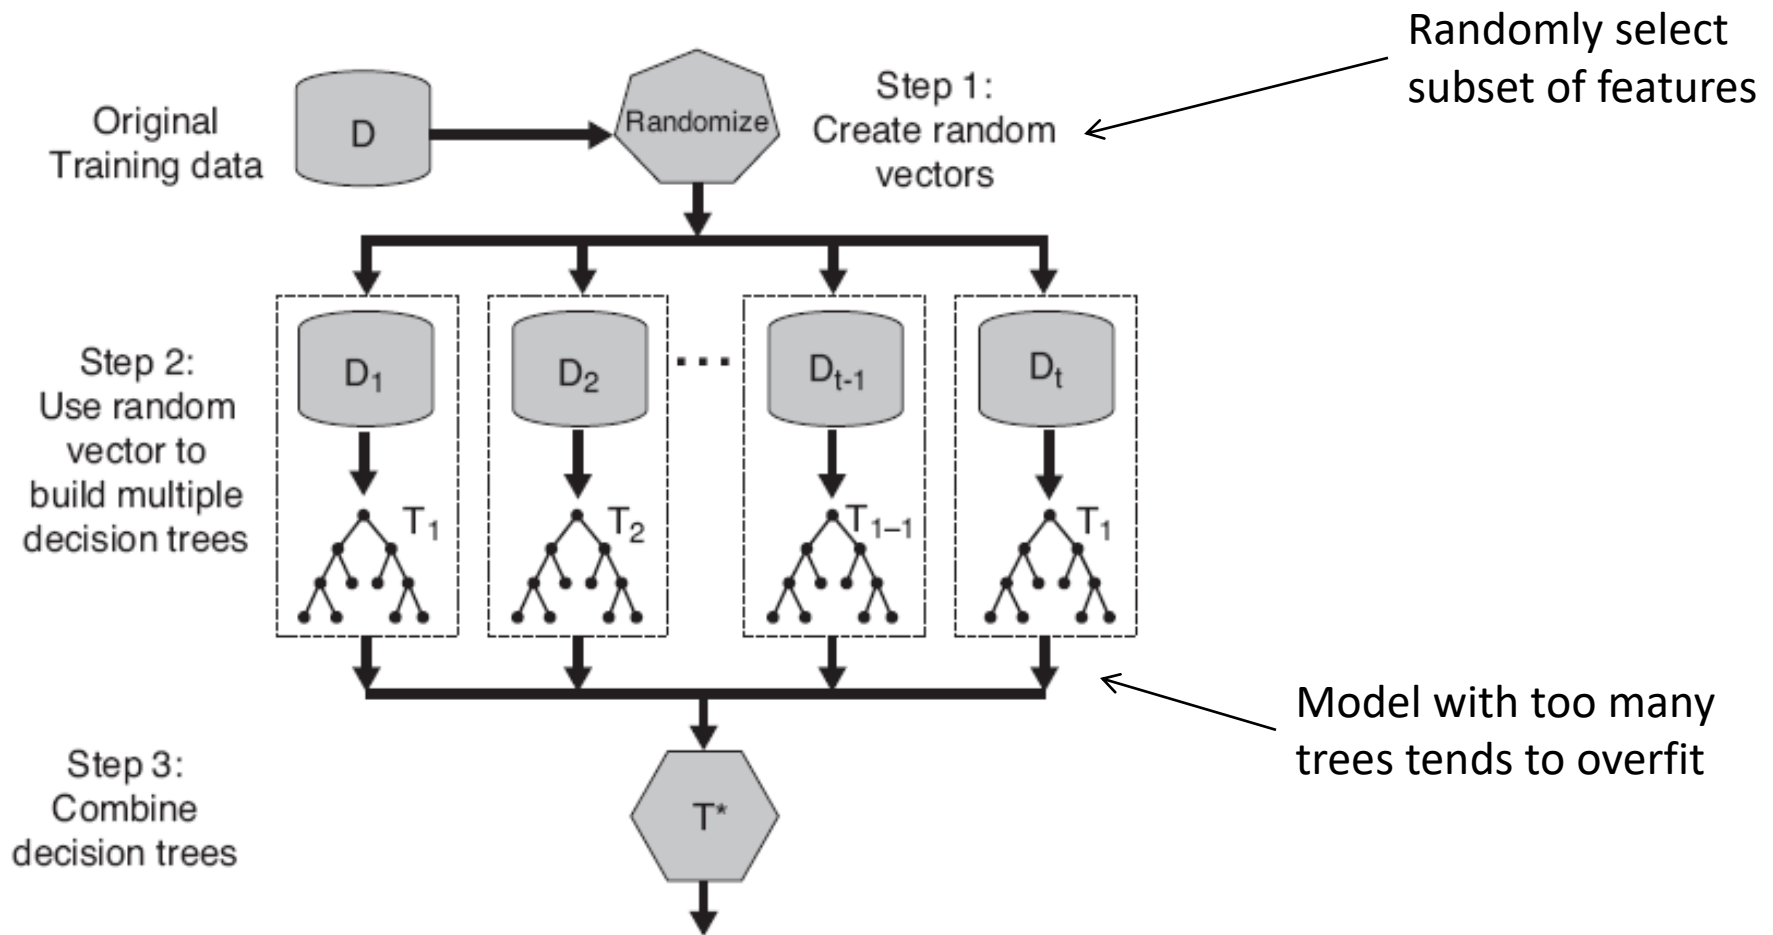 Randomly select
subset of features
Original
Training data
D
Randomize
Step 1:
Create random
vectors
Step 2:
Use random
vector to
build multiple
decision trees
D₁
D₂
...
Dₜ₋₁
Dₜ
T₁
T₂
T₁₋₁
T₁
Model with too many
trees tends to overfit
Step 3:
Combine
decision trees
T*